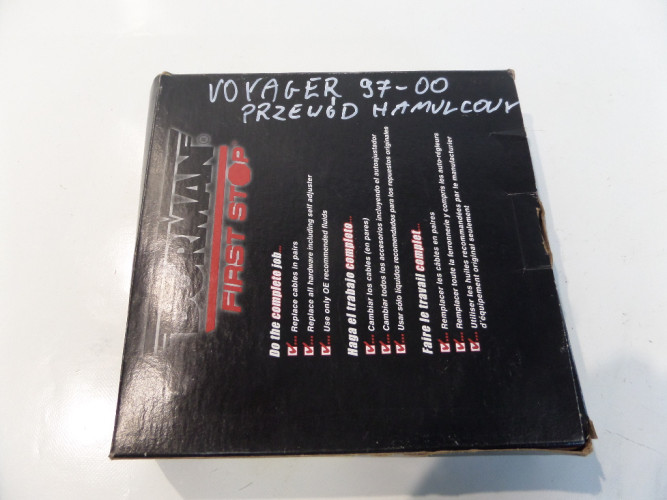 VOYAGER 97-00
PRZEWÓD HAMULCOWY
DORMAN®
FIRST STOP
Do the complete job...
... Replace cables in pairs
... Replace all hardware including self adjuster
... Use only OE recommended fluids
Haga el trabajo completo...
... Cambiar los cables (en pares)
... Cambiar todos los accesorios incluyendo el autoajustador
... Usar sólo líquidos recomendados para los repuestos originales
Faire le travail complet...
... Remplacer les câbles en paires
... Remplacer toute la ferronnerie y compris les auto-régleurs
... Utiliser les huiles recommandées par le manufacturier
d'équipement original seulement